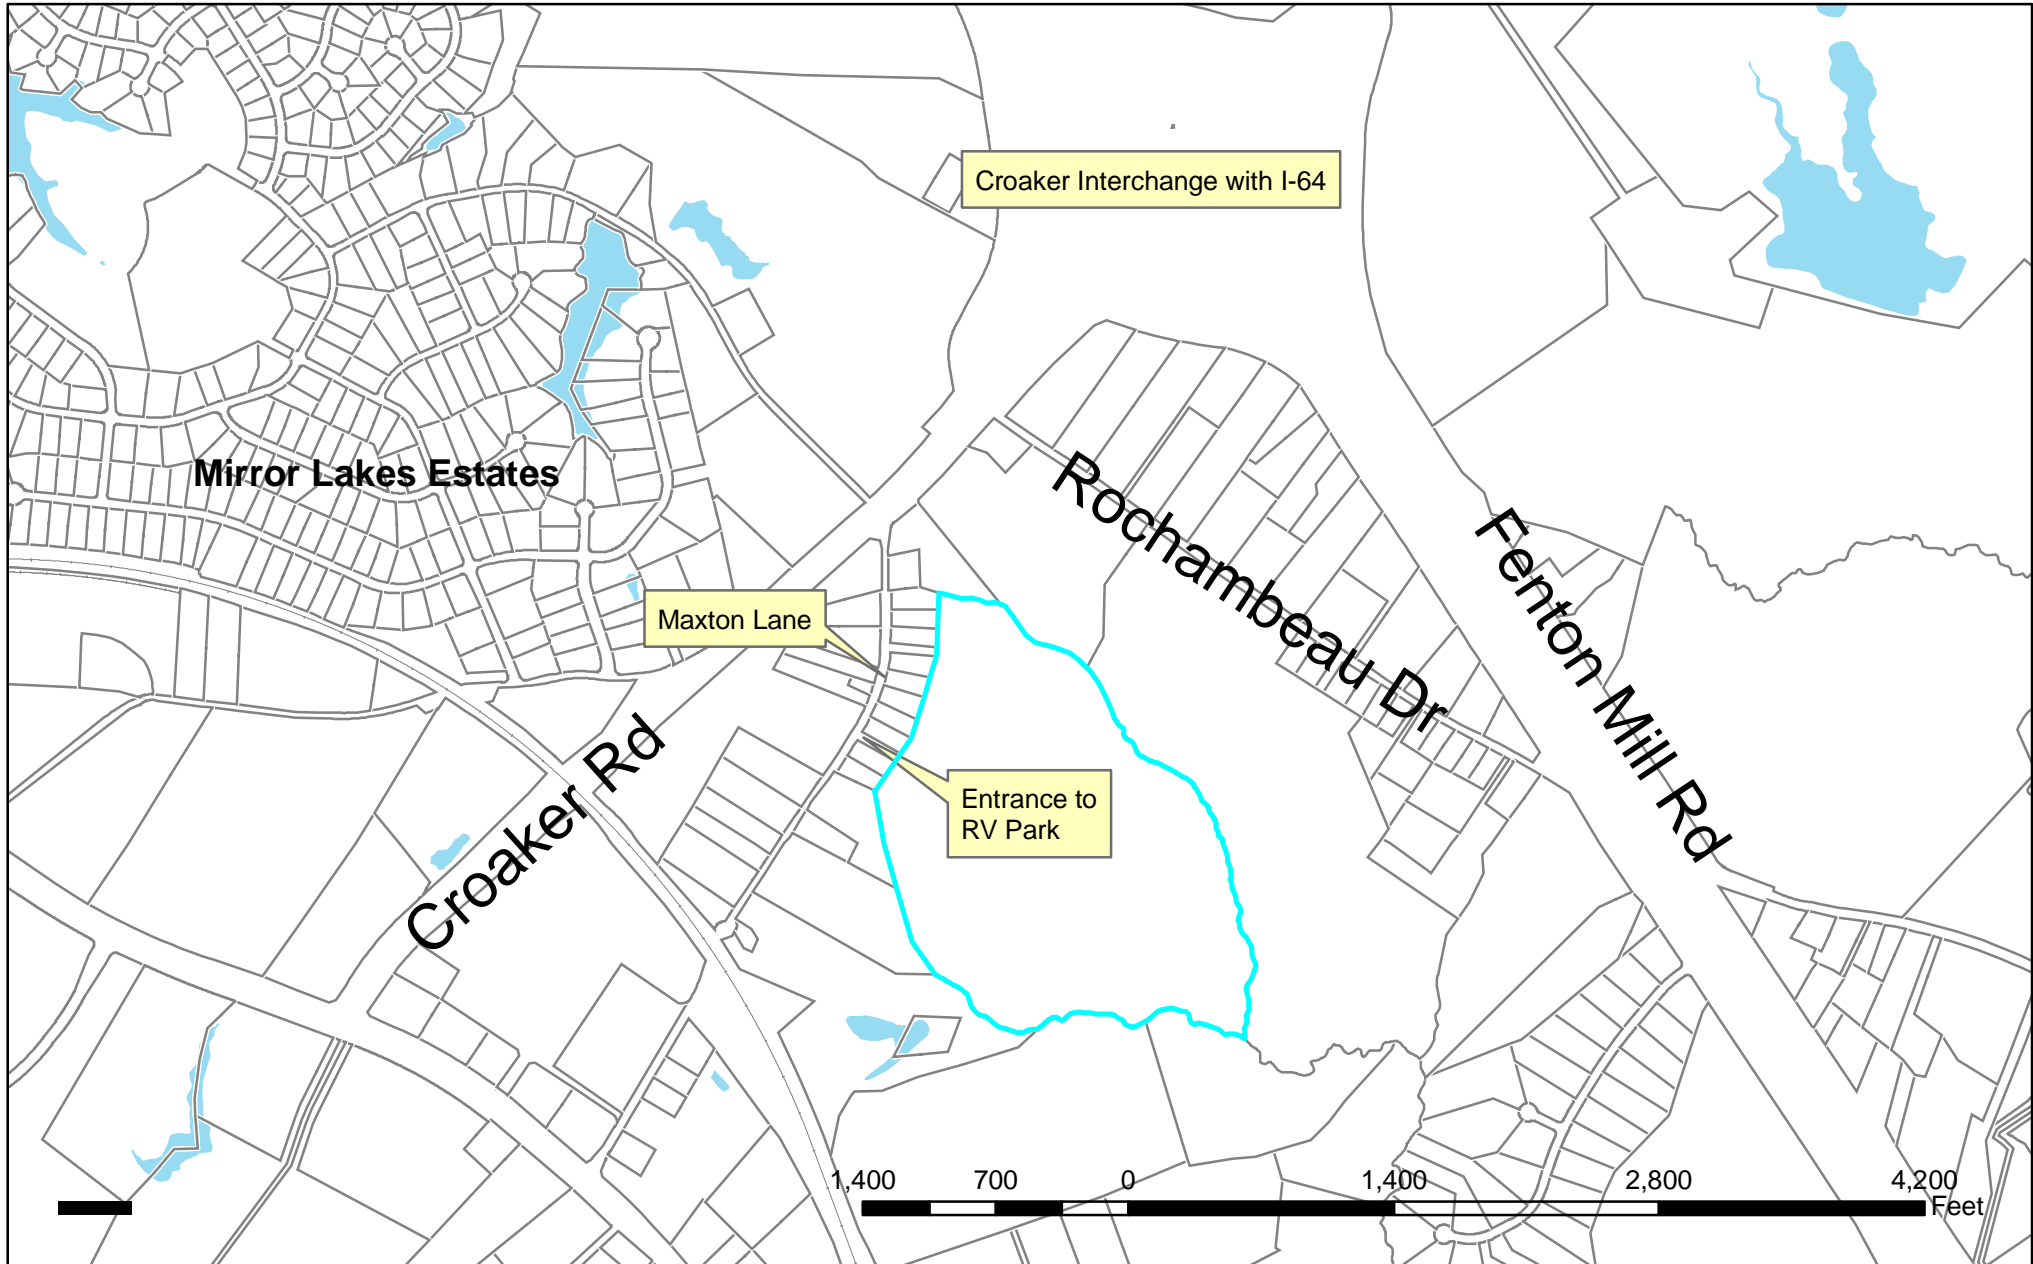 Croaker Interchange with I-64
Mirror Lakes Estates
Rochambeau Dr
Fenton Mill Rd
Maxton Lane
Croaker Rd
Entrance to
RV Park
1,400 700 0 1,400 2,800 4,200
Feet